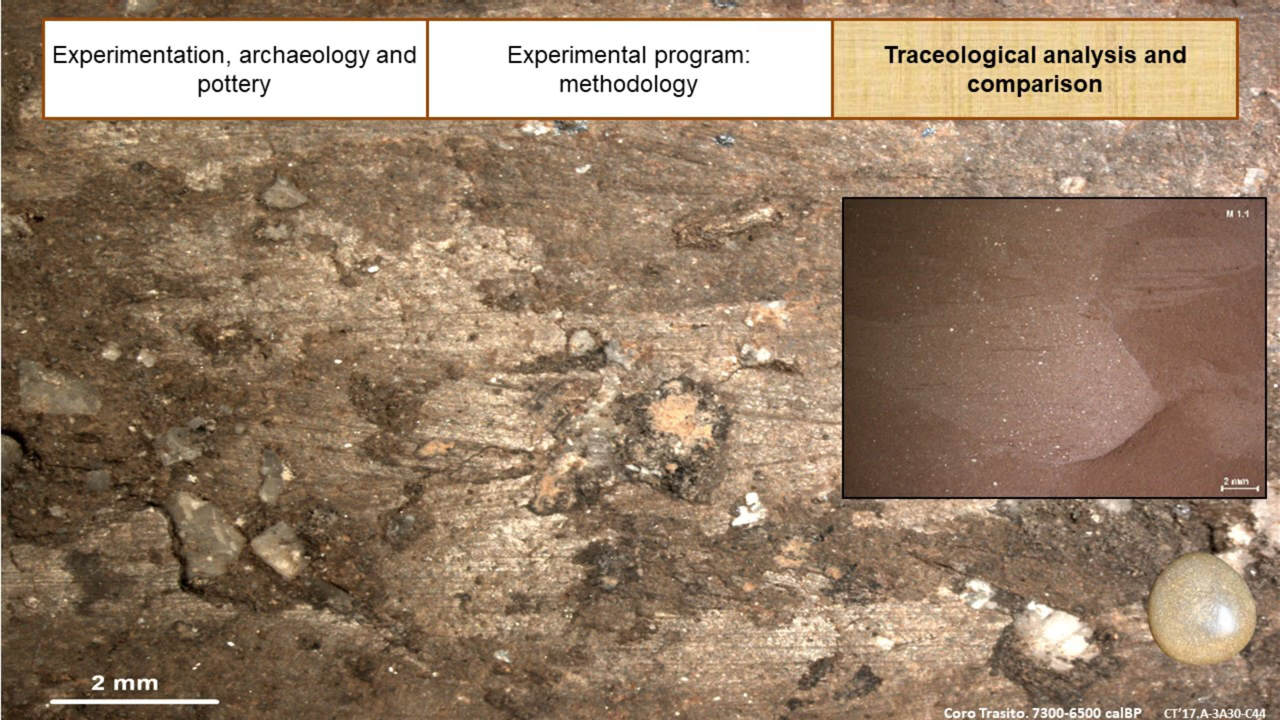 Experimentation, archaeology and
pottery
Experimental program:
methodology
Traceological analysis and
comparison
M 1:1
2 mm
2 mm
Coro Trasito. 7300-6500 calBP
CT'17.A-3A30-C44